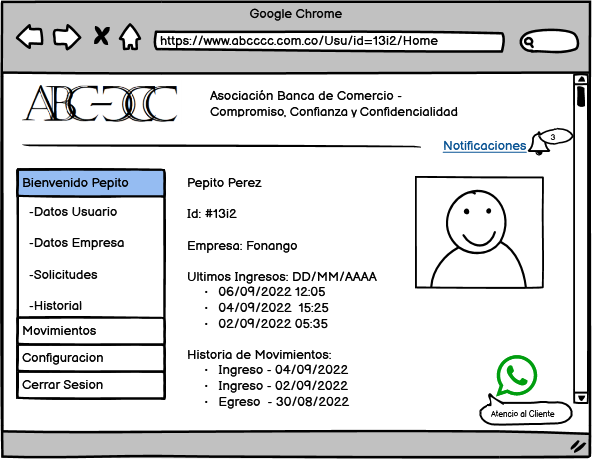 Google Chrome
https://www.abcccc.com.co/Usu/id=13i2/Home
ABC-CCC
Asociación Banca de Comercio -
Compromiso, Confianza y Confidencialidad
Notificaciones
3
Bienvenido Pepito
-Datos Usuario
-Datos Empresa
-Solicitudes
-Historial
Movimientos
Configuracion
Cerrar Sesion
Pepito Perez
Id: #13i2
Empresa: Fonango
Ultimos Ingresos: DD/MM/AAAA
• 06/09/2022 12:05
• 04/09/2022 15:25
• 02/09/2022 05:35
Historia de Movimientos:
• Ingreso - 04/09/2022
• Ingreso - 02/09/2022
• Egreso - 30/08/2022
Atencio al Cliente